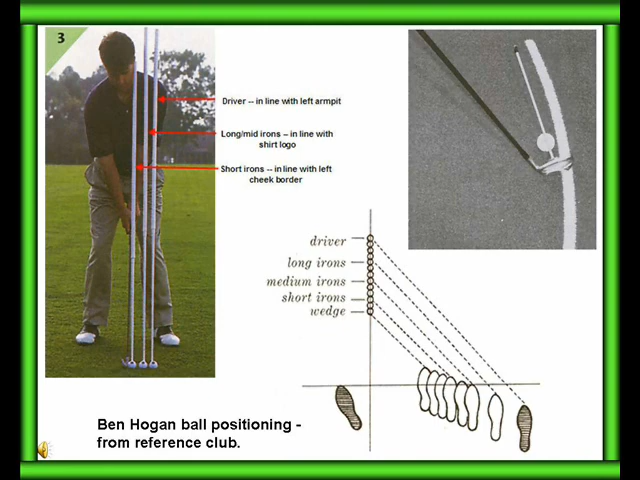 3
Driver -- in line with left armpit
Long/mid irons – in line with
shirt logo
Short irons -- in line with left
cheek border
driver
long irons
medium irons
short irons
wedge
Ben Hogan ball positioning -
from reference club.